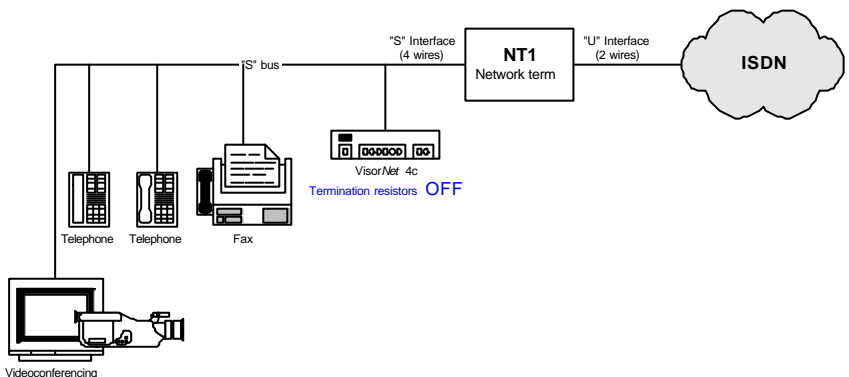 "S" Interface
(4 wires)
NT1
Network term
"U" Interface
(2 wires)
ISDN
"S" bus
VisorNet 4c
Termination resistors OFF
Telephone
Telephone
Fax
Videoconferencing